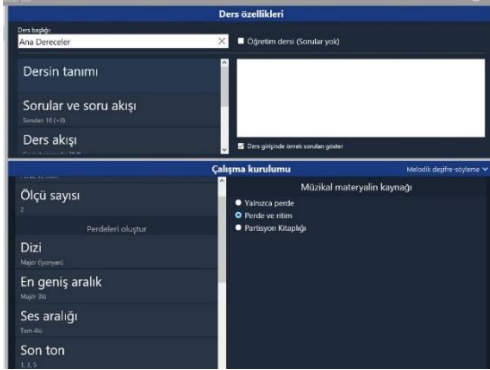 Ders özellikleri
Ders başlığı
Ana Dereceler
Öğretim dersi (Sorular yok)
Dersin tanımı
Sorular ve soru akışı
Sorular: 10 (+0)
Ders akışı
Ders girişinde örnek soruları göster
Çalışma kurulumu
Melodik deşifre-söyleme
Ölçü sayısı
2
Perdeleri oluştur
Dizi
Majör (İyonyen)
En geniş aralık
Majör 3lü
Ses aralığı
Tam 4lü
Son ton
1, 3, 5
Müzikal materyalin kaynağı
Yalnızca perde
Perde ve ritim
Partisyon Kitaplığı